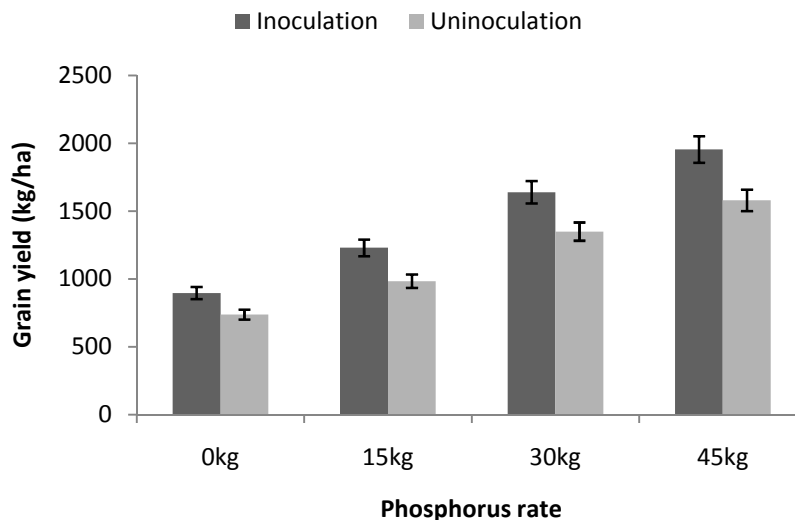 Inoculation Uninoculation
2500
2000
1500
1000
500
0
Grain yield (kg/ha)
0kg 15kg 30kg 45kg
Phosphorus rate